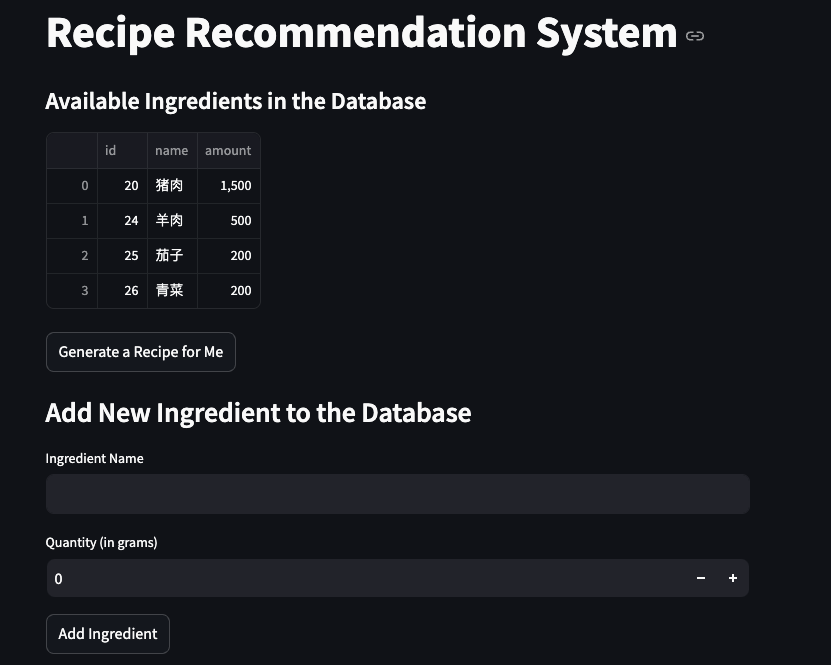 Recipe Recommendation System
Available Ingredients in the Database
id name amount
0 20 猪肉 1,500
1 24 羊肉 500
2 25 茄子 200
3 26 青菜 200
Generate a Recipe for Me
Add New Ingredient to the Database
Ingredient Name
Quantity (in grams)
0 − +
Add Ingredient